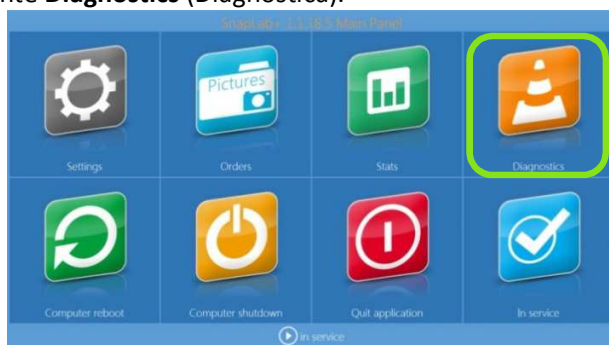 nte Diagnostics (Diagnostica).
SnapLab+ 1.1.18.5 Main Panel
Pictures
Settings
Orders
Stats
Diagnostics
Computer reboot
Computer shutdown
Quit application
In service
in service